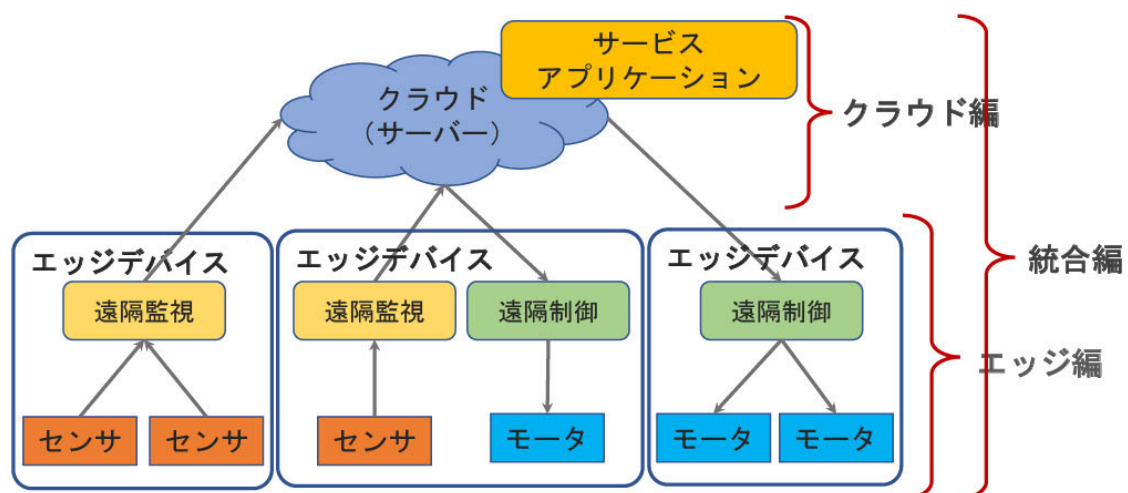 サービス
アプリケーション
クラウド
（サーバー）
クラウド編
エッジデバイス
エッジデバイス
エッジデバイス
統合編
遠隔監視
遠隔監視
遠隔制御
遠隔制御
エッジ編
センサ
センサ
センサ
モータ
モータ
モータ